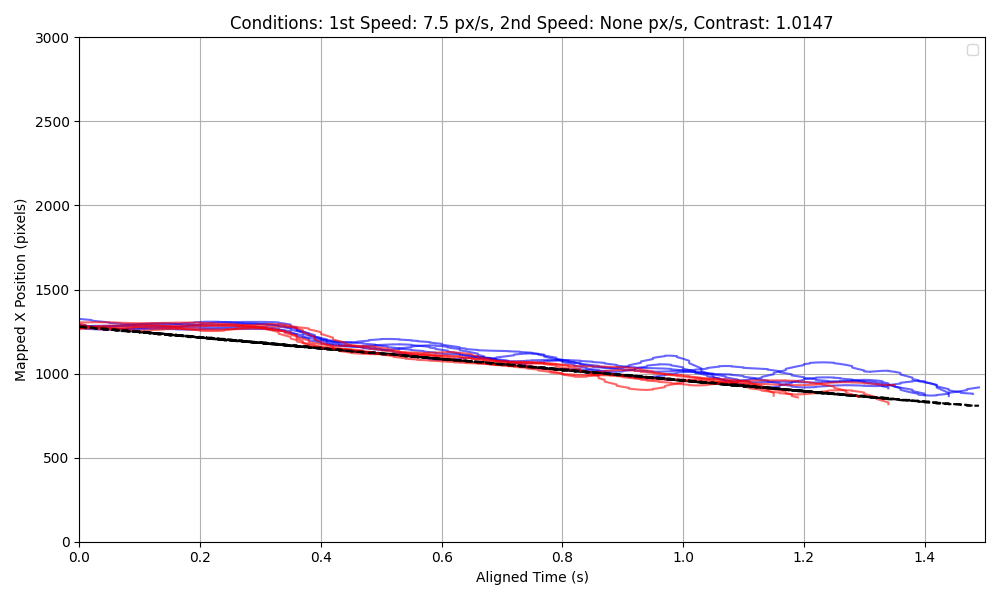 Conditions: 1st Speed: 7.5 px/s, 2nd Speed: None px/s, Contrast: 1.0147
Mapped X Position (pixels)
3000
2500
2000
1500
1000
500
0
0.0 0.2 0.4 0.6 0.8 1.0 1.2 1.4
Aligned Time (s)